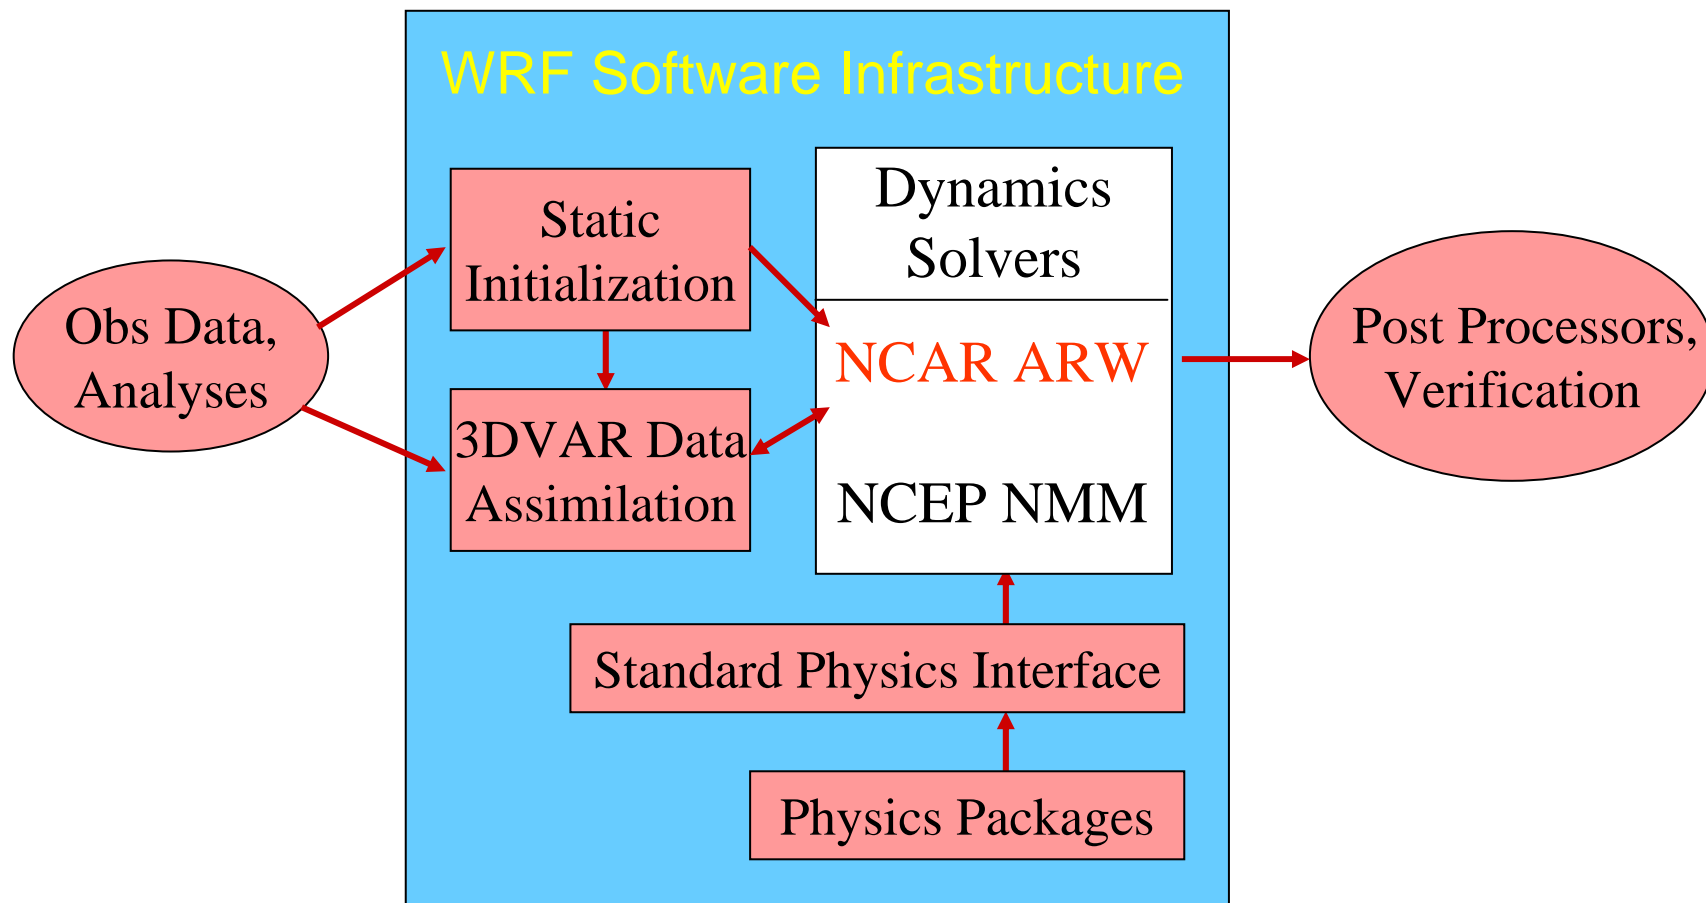 WRF Software Infrastructure
Obs Data,
Analyses
Static
Initialization
3DVAR Data
Assimilation
Dynamics
Solvers
NCAR ARW
NCEP NMM
Standard Physics Interface
Physics Packages
Post Processors,
Verification